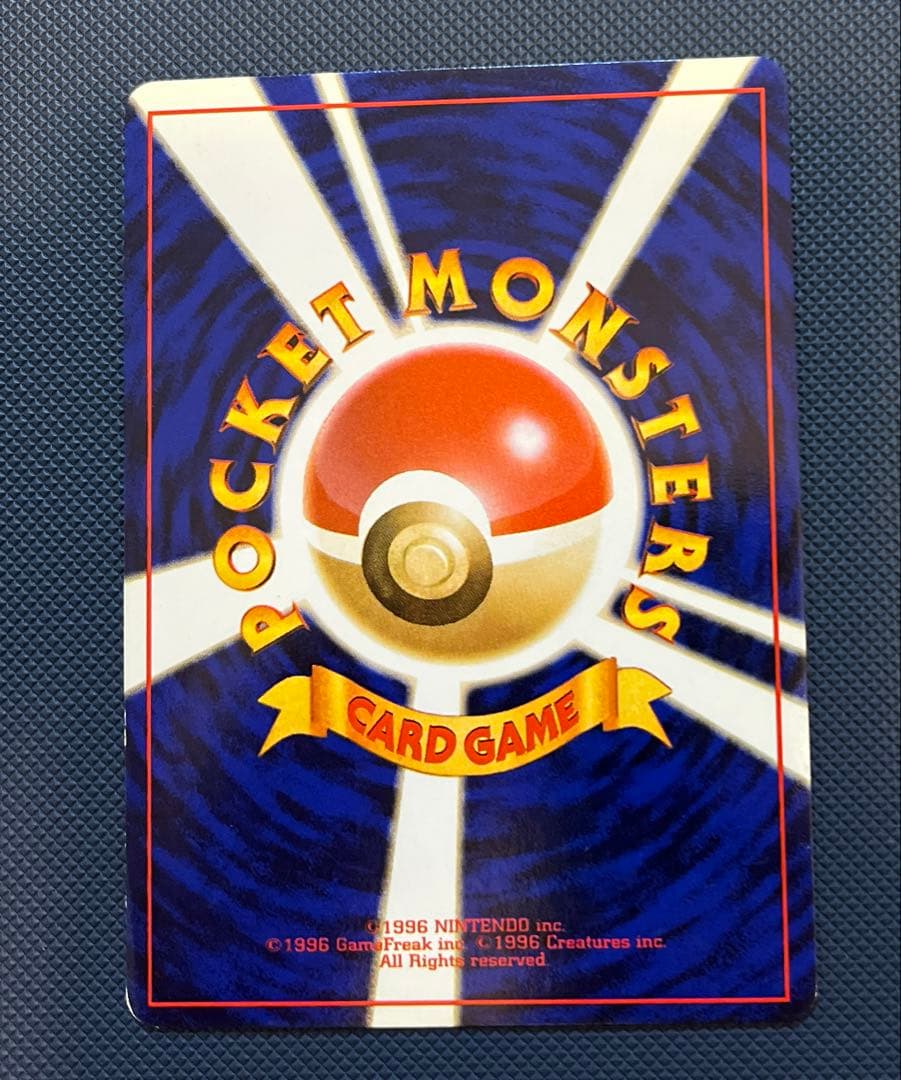 POCKET MONSTERS
CARD GAME
©1996 NINTENDO inc.
©1996 GameFreak inc. ©1996 Creatures inc.
All Rights reserved.